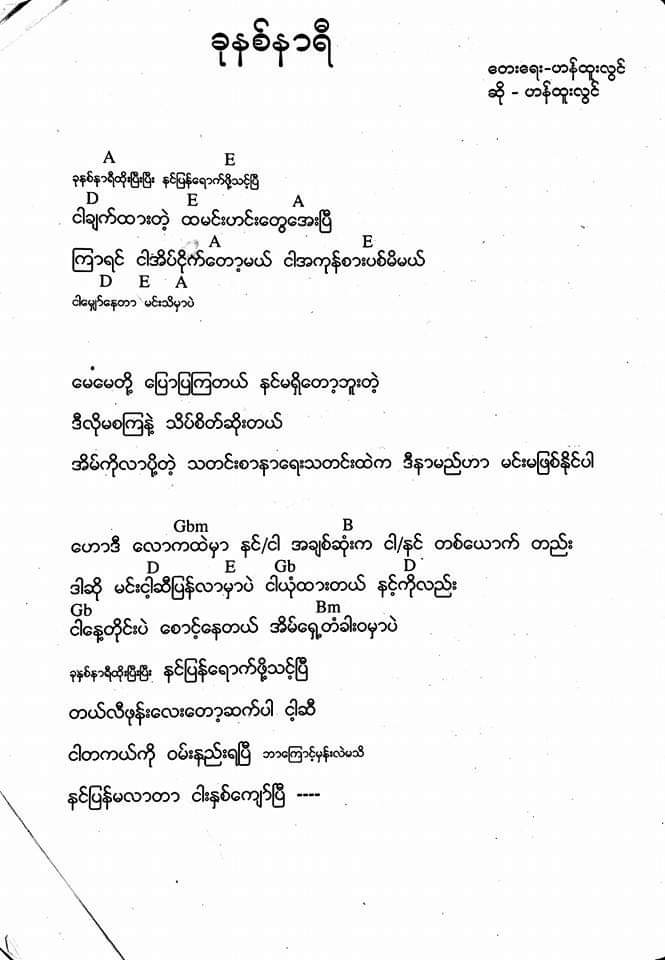 ခုနစ်နာရီ
တေးရေး-ဟန်ထူးလွင်
ဆို - ဟန်ထူးလွင်
A E
ခုနစ်နာရီထိုးပြီးပြီး နင်ပြန်ရောက်ဖို့သင့်ပြီ
D E A
ငါချက်ထားတဲ့ ထမင်းဟင်းတွေအေးပြီ
A E
ကြာရင် ငါအိပ်ငိုက်တော့မယ် ငါအကုန်စားပစ်မိမယ်
D E A
ငါမျှော်နေတာ မင်းသိမှာပဲ
မေမေတို့ ပြောပြကြတယ် နင်မရှိတော့ဘူးတဲ့
ဒီလိုမစကြနဲ့ သိပ်စိတ်ဆိုးတယ်
အိမ်ကိုလာပို့တဲ့ သတင်းစာနာရေးသတင်းထဲက ဒီနာမည်ဟာ မင်းမဖြစ်နိုင်ပါ
Gbm B
ဟောဒီ လောကထဲမှာ နင်/ငါ အချစ်ဆုံးက ငါ/နင် တစ်ယောက် တည်း
D E Gb D
ဒါဆို မင်းငါ့ဆီပြန်လာမှာပဲ ငါယုံထားတယ် နင့်ကိုလည်း
Gb Bm
ငါနေ့တိုင်းပဲ စောင့်နေတယ် အိမ်ရှေ့တံခါးဝမှာပဲ
ခုနစ်နာရီထိုးပြီးပြီး နင်ပြန်ရောက်ဖို့သင့်ပြီ
တယ်လီဖုန်းလေးတော့ဆက်ပါ ငါ့ဆီ
ငါတကယ်ကို ဝမ်းနည်းရပြီ ဘာကြောင့်မှန်းလဲမသိ
နင်ပြန်မလာတာ ငါးနှစ်ကျော်ပြီ ----